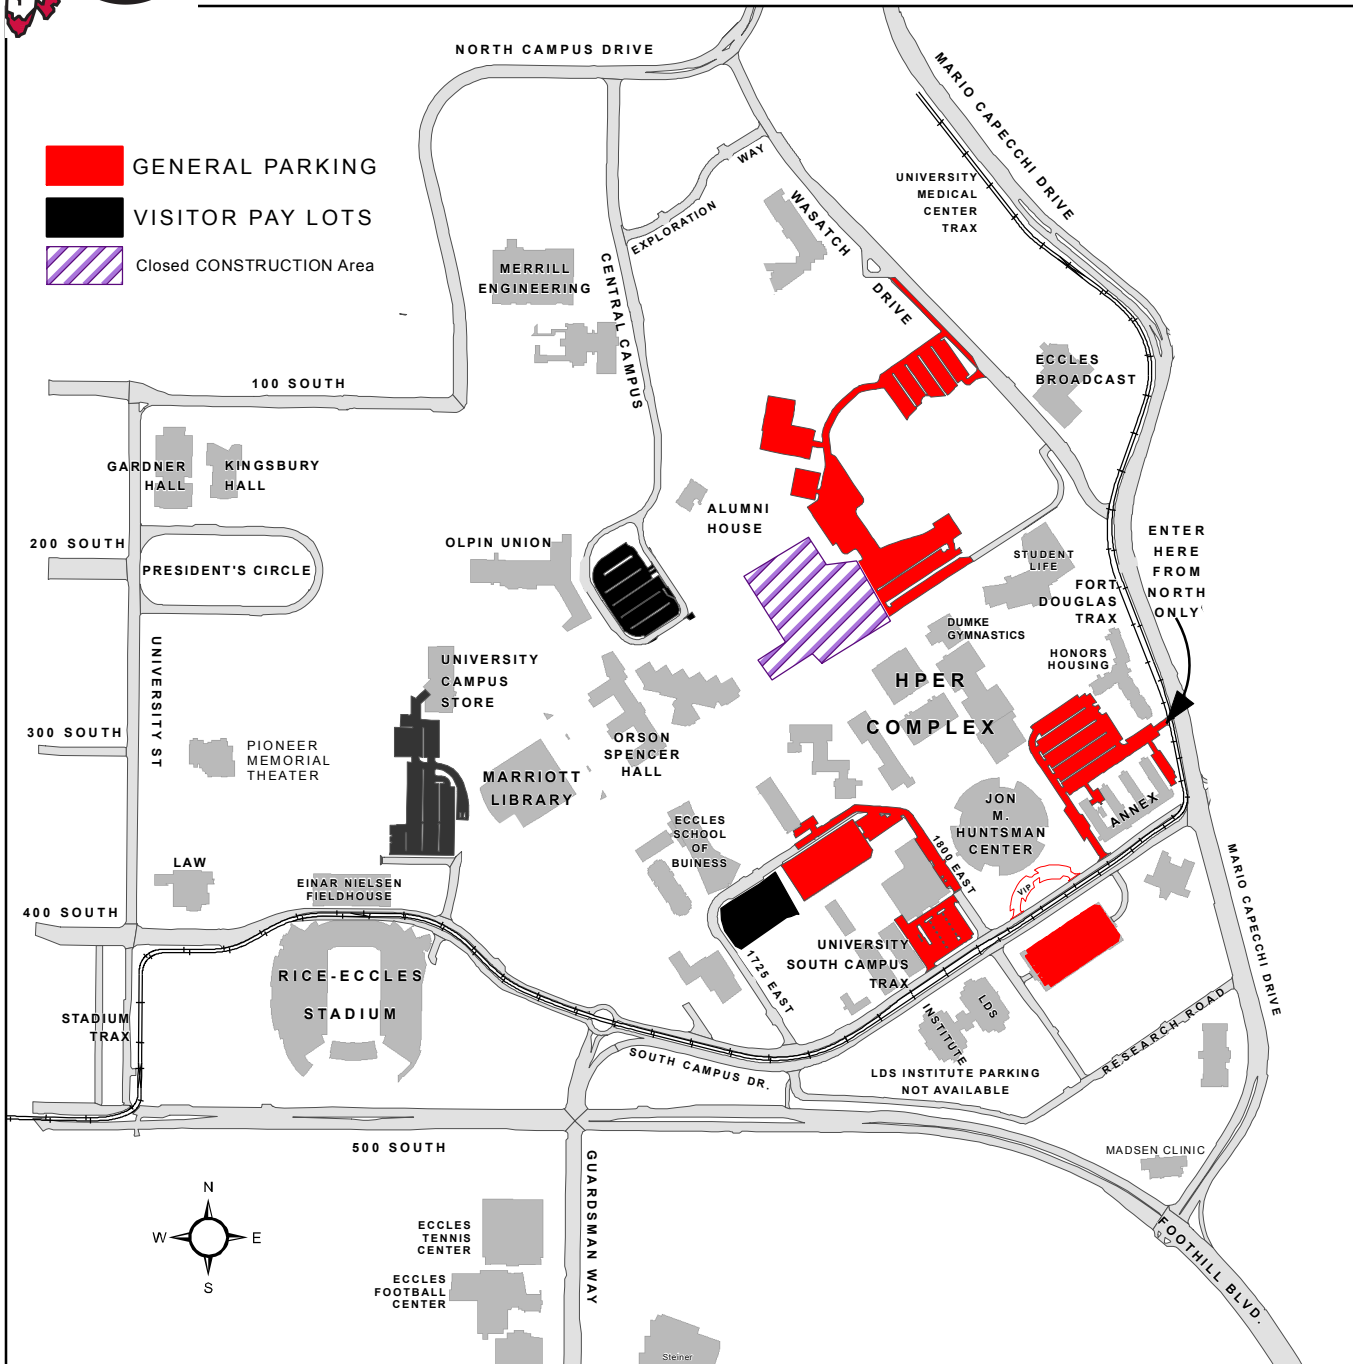 NORTH CAMPUS DRIVE
MARIO CAPECCHI DRIVE
GENERAL PARKING
VISITOR PAY LOTS
Closed CONSTRUCTION Area
EXPLORATION WAY
WASATCH DRIVE
UNIVERSITY
MEDICAL
CENTER
TRAX
MERRILL
ENGINEERING
CENTRAL CAMPUS
ECCLES
BROADCAST
100 SOUTH
GARDNER
HALL
KINGSBURY
HALL
ALUMNI
HOUSE
200 SOUTH
PRESIDENT'S CIRCLE
OLPIN UNION
STUDENT
LIFE
FORT
DOUGLAS
TRAX
ENTER
HERE
FROM
NORTH
ONLY
DUMKE
GYMNASTICS
HONORS
HOUSING
UNIVERSITY ST
UNIVERSITY
CAMPUS
STORE
HPER
COMPLEX
300 SOUTH
PIONEER
MEMORIAL
THEATER
ORSON
SPENCER
HALL
MARRIOTT
LIBRARY
JON
M.
HUNTSMAN
CENTER
ANNEX
ECCLES
SCHOOL
OF
BUINESS
1800 EAST
LAW
EINAR NIELSEN
FIELDHOUSE
VIP
MARIO CAPECCHI DRIVE
400 SOUTH
UNIVERSITY
SOUTH CAMPUS
TRAX
1725 EAST
RICE-ECCLES
STADIUM
STADIUM
TRAX
LDS
INSTITUTE
RESEARCH ROAD
SOUTH CAMPUS DR.
LDS INSTITUTE PARKING
NOT AVAILABLE
500 SOUTH
MADSEN CLINIC
GUARDSMAN WAY
N
W
E
S
ECCLES
TENNIS
CENTER
ECCLES
FOOTBALL
CENTER
FOOTHILL BLVD.
Steiner